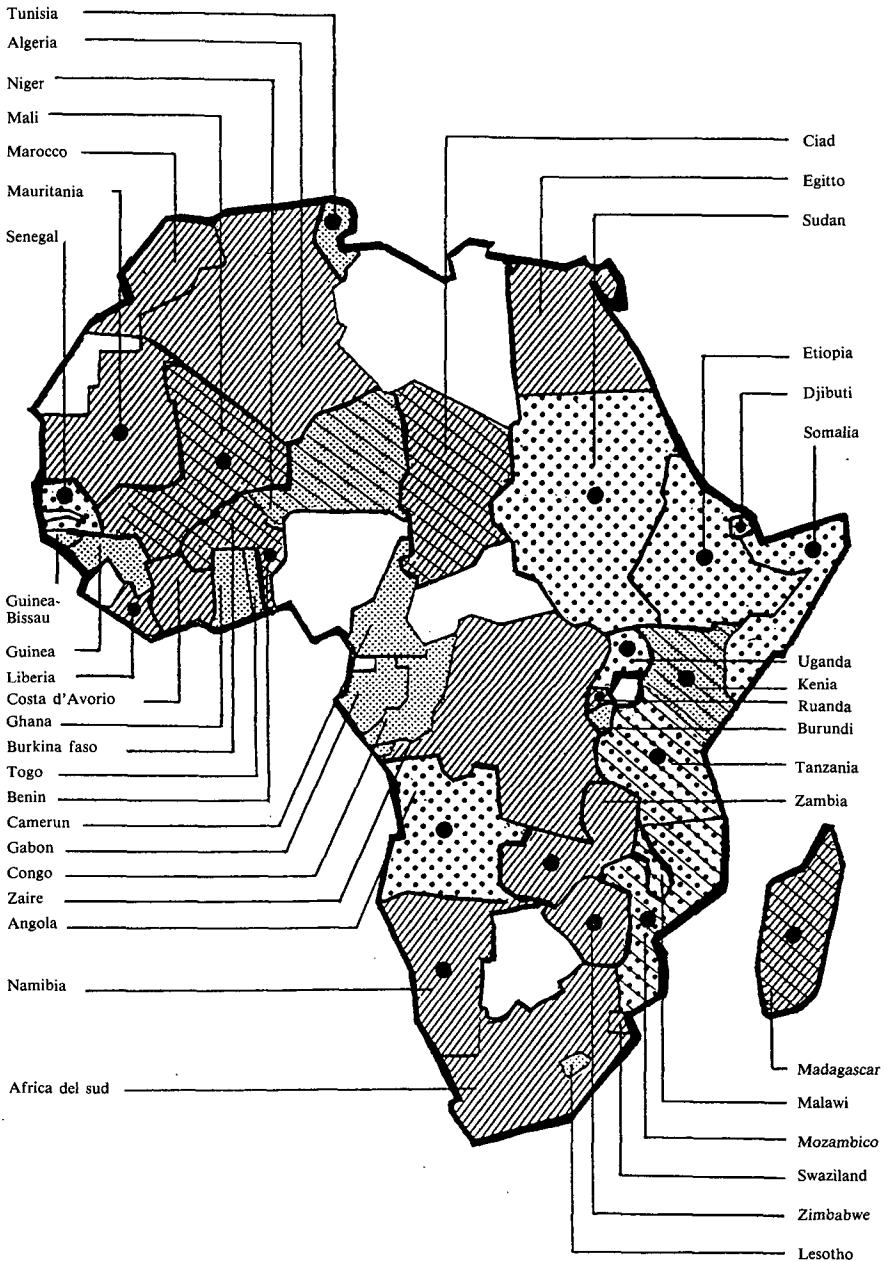 Tunisia
Algeria
Niger
Mali
Marocco
Mauritania
Senegal
Guinea-
Bissau
Guinea
Liberia
Costa d'Avorio
Ghana
Burkina faso
Togo
Benin
Camerun
Gabon
Congo
Zaire
Angola
Namibia
Africa del sud
Ciad
Egitto
Sudan
Etiopia
Djibuti
Somalia
Uganda
Kenia
Ruanda
Burundi
Tanzania
Zambia
Madagascar
Malawi
Mozambico
Swaziland
Zimbabwe
Lesotho